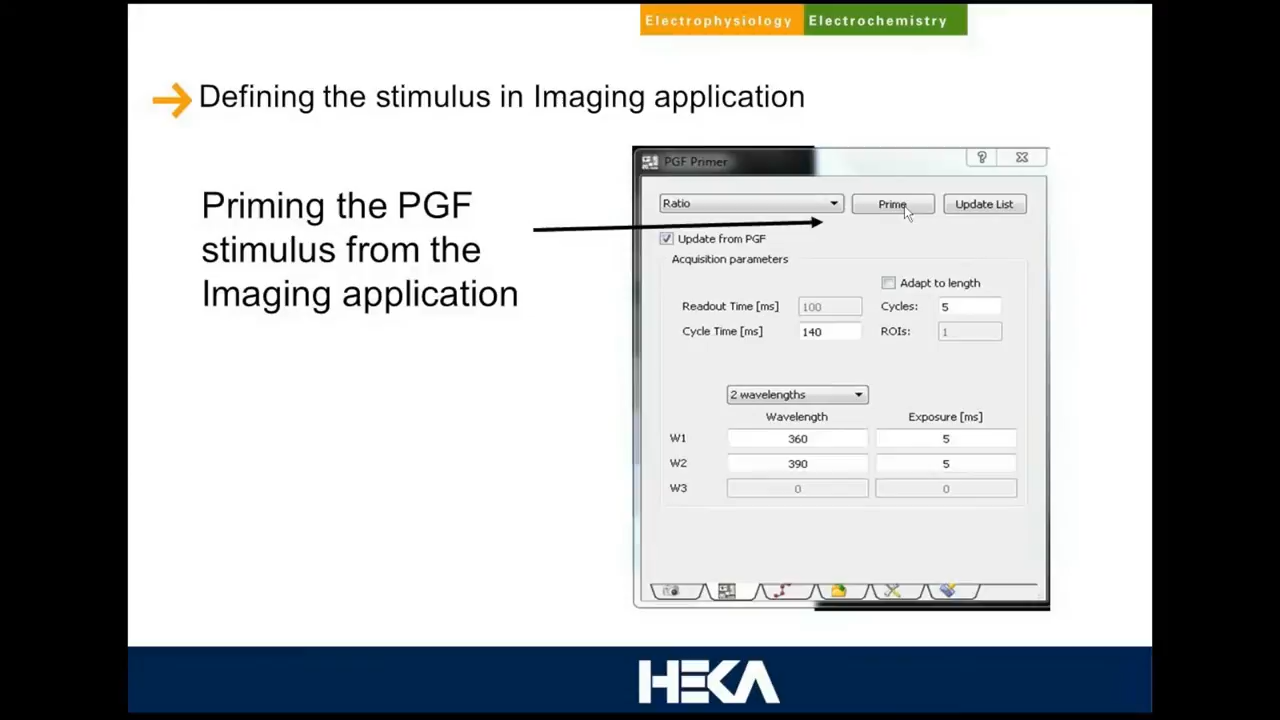 Electrophysiology Electrochemistry
Defining the stimulus in Imaging application
Priming the PGF
stimulus from the
Imaging application
PGF Primer
Ratio Prime Update List
Update from PGF
Acquisition parameters
Adapt to length
Readout Time [ms] 100 Cycles: 5
Cycle Time [ms] 140 ROIs: 1
2 wavelengths
Wavelength Exposure [ms]
W1 360 5
W2 390 5
W3 0 0
HEKA